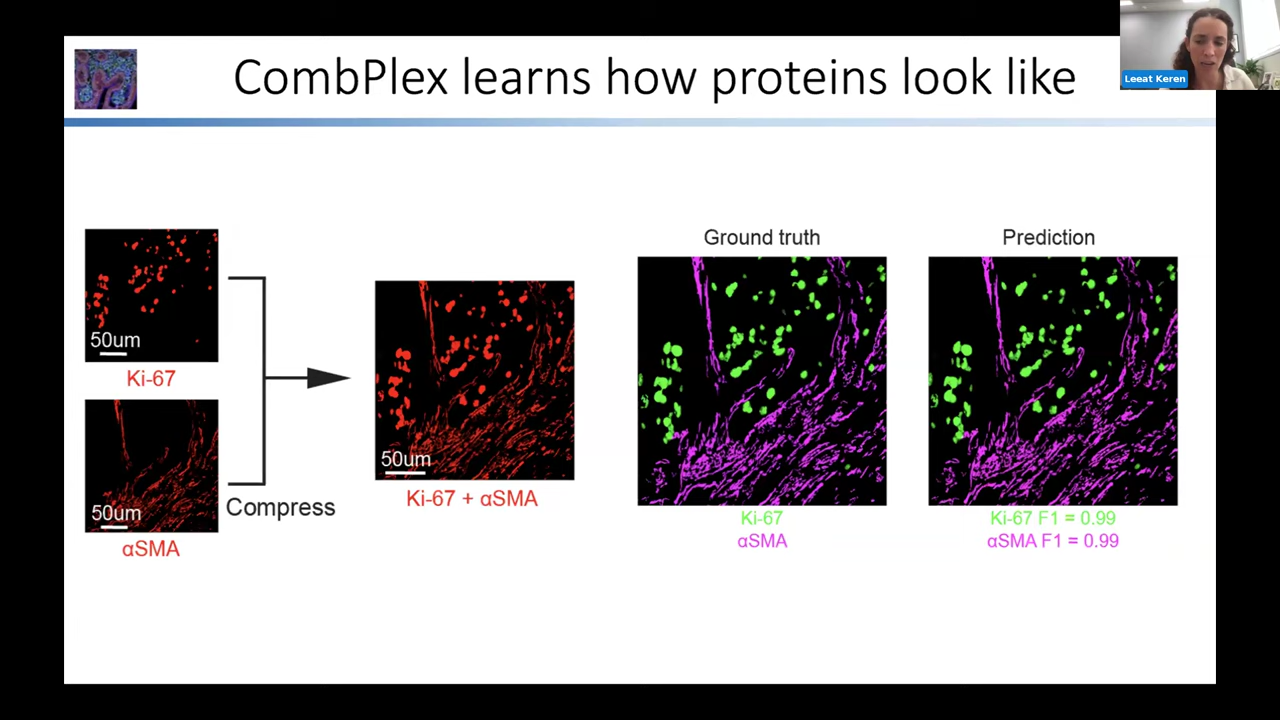 CombPlex learns how proteins look like
Leeat Keren
50um
Ki-67
50um
αSMA
Compress
50um
Ki-67 + αSMA
Ground truth
Ki-67
αSMA
Prediction
Ki-67 F1 = 0.99
αSMA F1 = 0.99